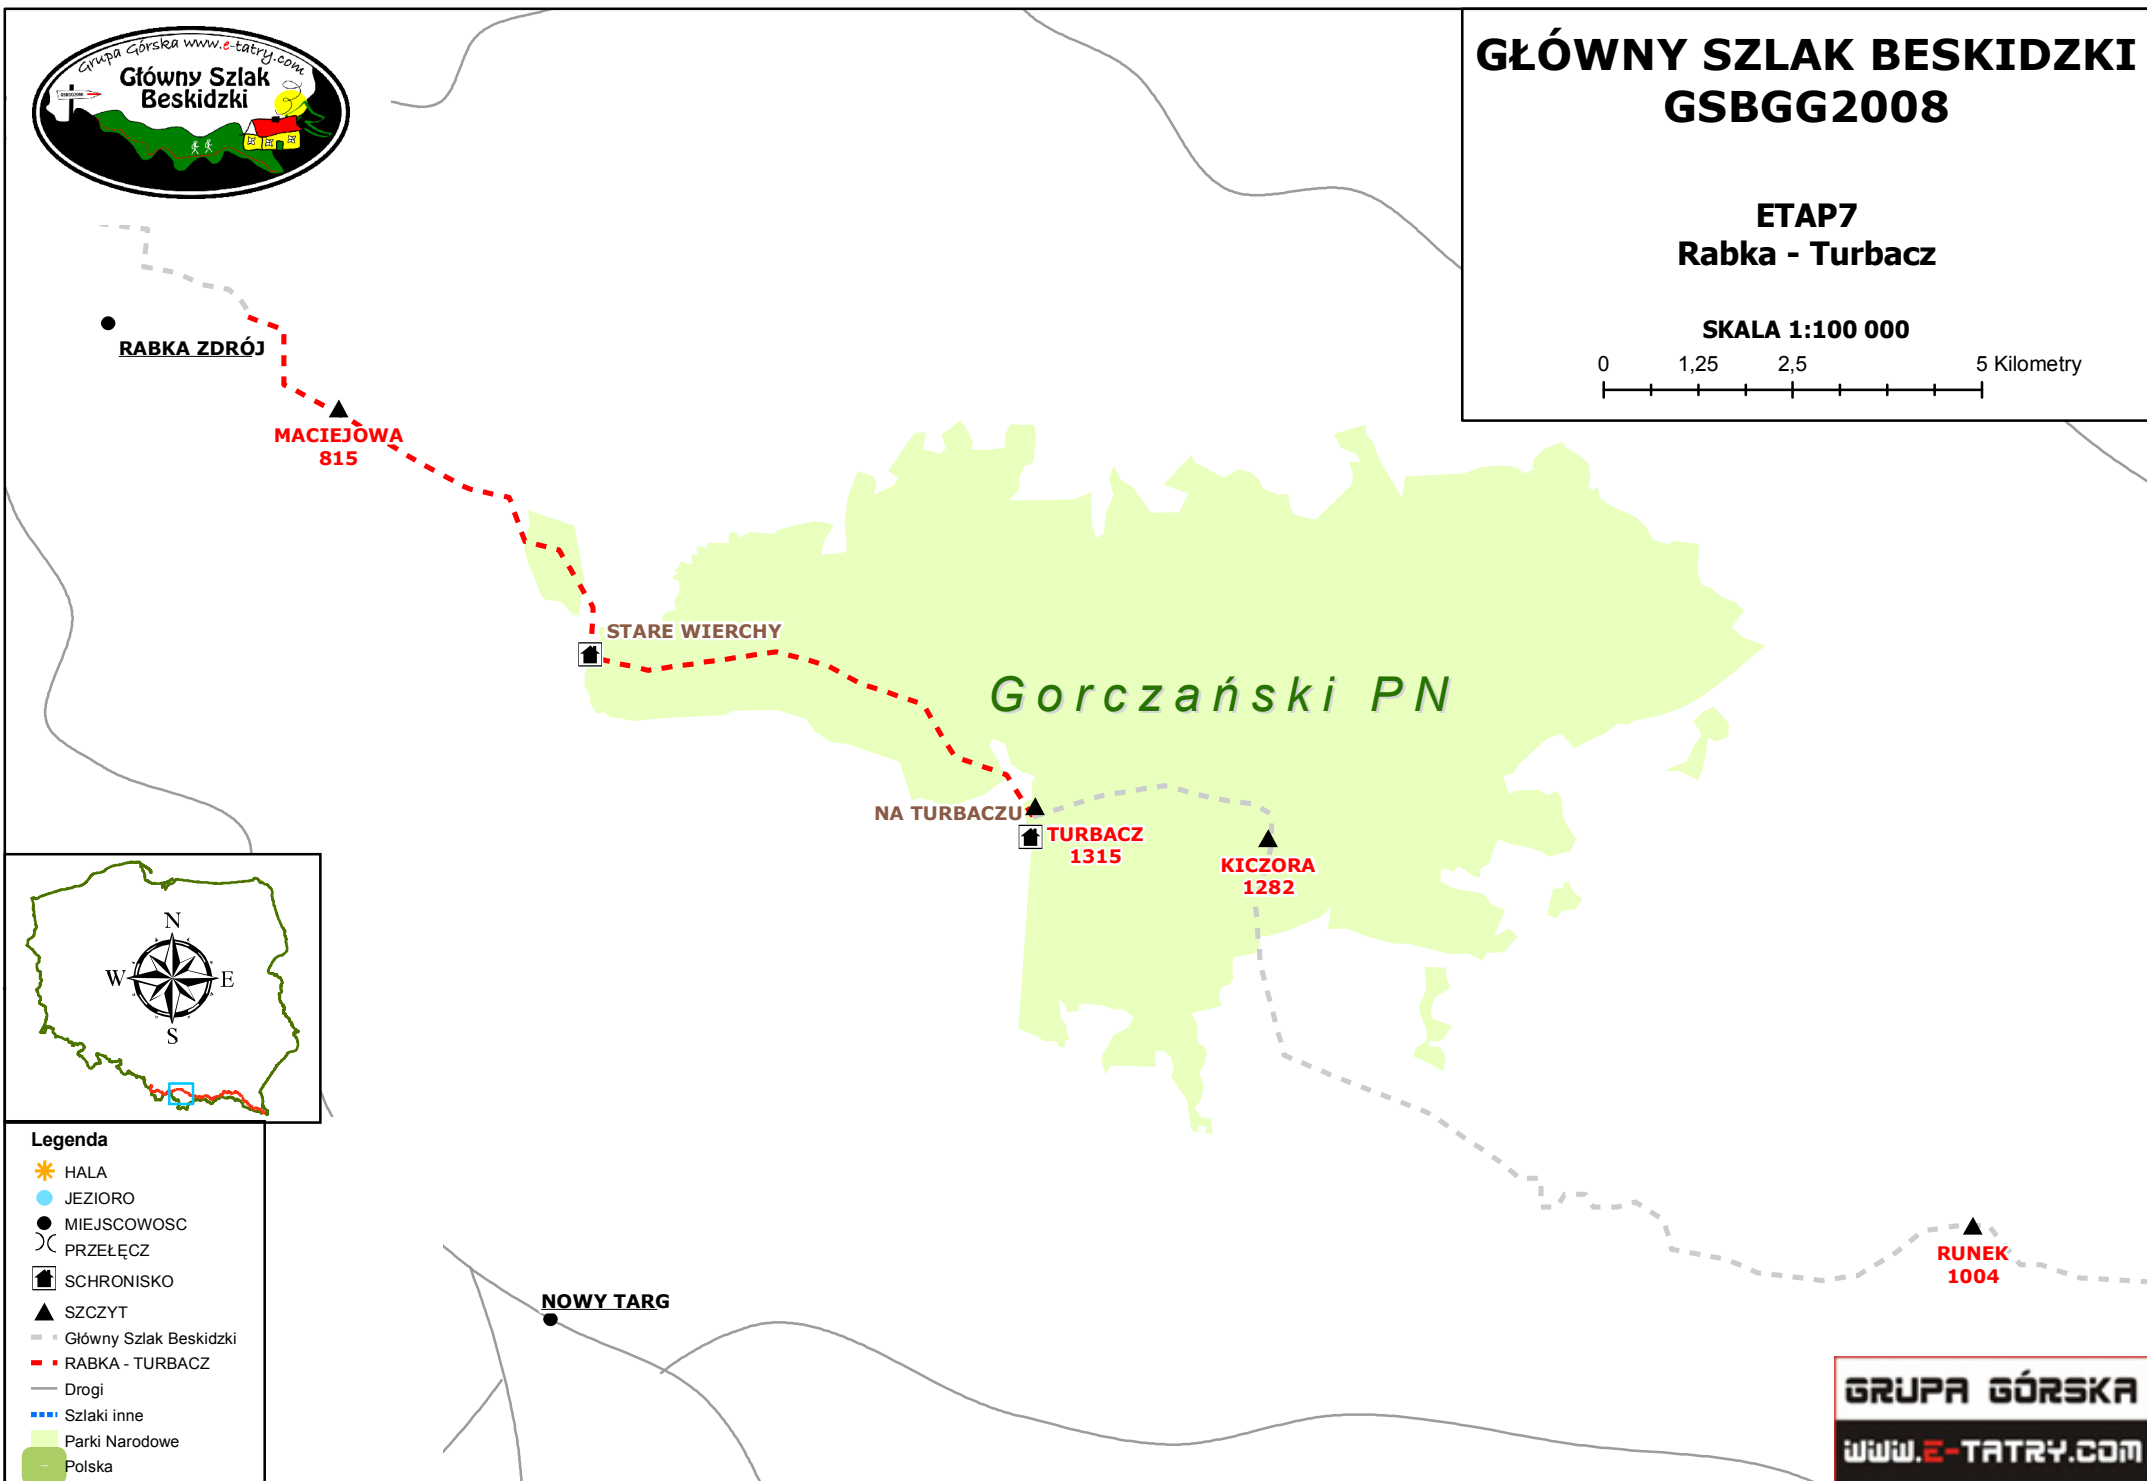 Grupa Górska www.e-tatry.com
Główny Szlak
Beskidzki
GSBGG2008
GŁÓWNY SZLAK BESKIDZKI
GSBGG2008
ETAP7
Rabka - Turbacz
SKALA 1:100 000
0 1,25 2,5 5 Kilometry
RABKA ZDRÓJ
MACIEJOWA
815
STARE WIERCHY
Gorczański PN
NA TURBACZU
TURBACZ
1315
KICZORA
1282
N
W E
S
RUNEK
1004
NOWY TARG
Legenda
HALA
JEZIORO
MIEJSCOWOSC
PRZEŁĘCZ
SCHRONISKO
SZCZYT
Główny Szlak Beskidzki
RABKA - TURBACZ
Drogi
Szlaki inne
Parki Narodowe
Polska
GRUPA GÓRSKA
WWW.E-TATRY.COM